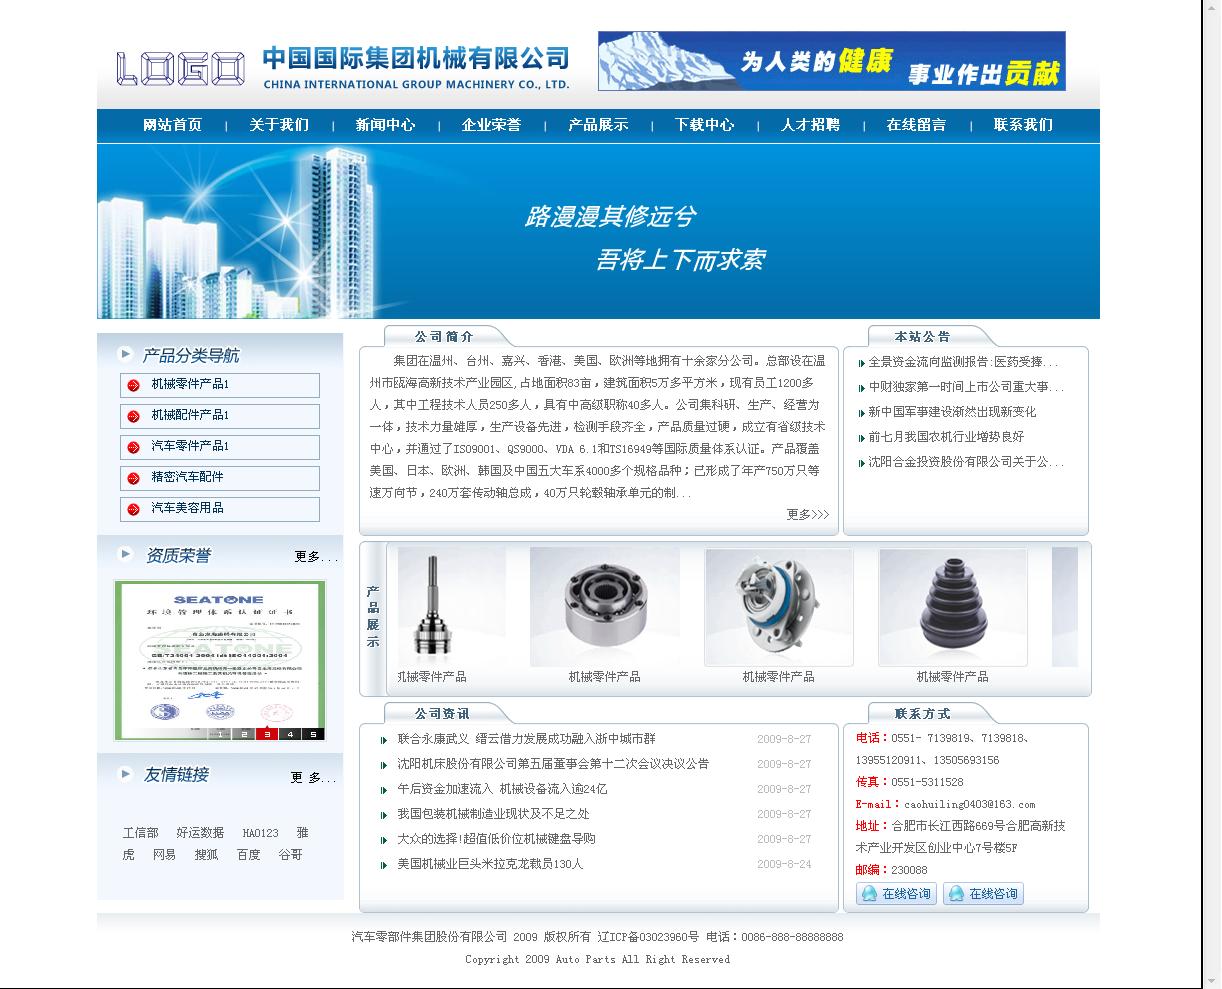 LOGO
中国国际集团机械有限公司
CHINA INTERNATIONAL GROUP MACHINERY CO., LTD.
为人类的健康 事业作出贡献
网站首页 | 关于我们 | 新闻中心 | 企业荣誉 | 产品展示 | 下载中心 | 人才招聘 | 在线留言 | 联系我们
路漫漫其修远兮
吾将上下而求索
产品分类导航
机械零件产品1
机械配件产品1
汽车零件产品1
精密汽车配件
汽车美容用品
资质荣誉
更多...
SEATONE
环境管理体系认证证书
1 2 3 4 5
友情链接
更 多...
工信部 好运数据 HAO123 雅
虎 网易 搜狐 百度 谷哥
公司简介
集团在温州、台州、嘉兴、香港、美国、欧洲等地拥有十余家分公司。总部设在温
州市瓯海高新技术产业园区,占地面积83亩，建筑面积5万多平方米，现有员工1200多
人，其中工程技术人员250多人，具有中高级职称40多人。公司集科研、生产、经营为
一体，技术力量雄厚，生产设备先进，检测手段齐全，产品质量过硬，成立有省级技术
中心，并通过了ISO9001、QS9000、VDA 6.1和TS16949等国际质量体系认证。产品覆盖
美国、日本、欧洲、韩国及中国五大车系4000多个规格品种；已形成了年产750万只等
速万向节，240万套传动轴总成，40万只轮毂轴承单元的制...
更多>>>
本站公告
全景资金流向监测报告:医药受捧...
中财独家第一时间上市公司重大事...
新中国军事建设渐然出现新变化
前七月我国农机行业增势良好
沈阳合金投资股份有限公司关于公...
产品展示
机械零件产品
机械零件产品
机械零件产品
机械零件产品
公司资讯
联合永康武义 缙云借力发展成功融入浙中城市群 2009-8-27
沈阳机床股份有限公司第五届董事会第十二次会议决议公告 2009-8-27
午后资金加速流入 机械设备流入逾24亿 2009-8-27
我国包装机械制造业现状及不足之处 2009-8-27
大众的选择!超值低价位机械键盘导购 2009-8-27
美国机械业巨头米拉克龙裁员130人 2009-8-24
联系方式
电话：0551- 7139819、7139818、
13955120911、13505693156
传真：0551-5311528
E-mail：caohuiling0403@163.com
地址：合肥市长江西路669号合肥高新技
术产业开发区创业中心7号楼5F
邮编：230088
在线咨询 在线咨询
汽车零部件集团股份有限公司 2009 版权所有 辽ICP备03023960号 电话：0086-888-88888888
Copyright 2009 Auto Parts All Right Reserved